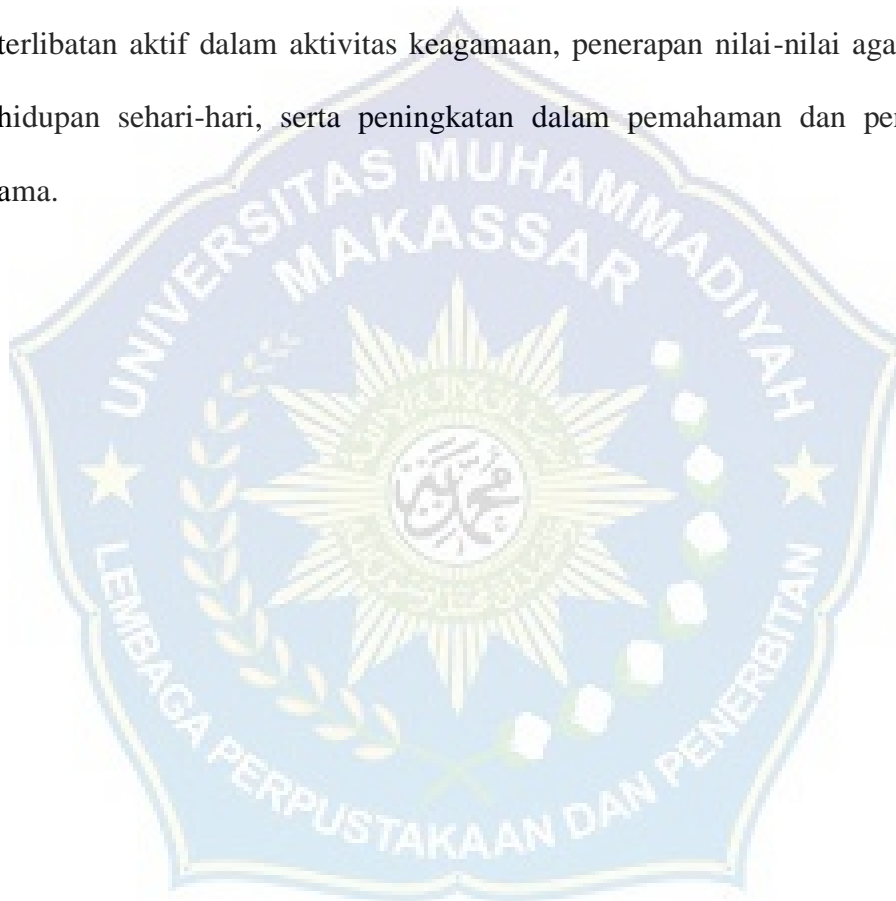 terlibatan aktif dalam aktivitas keagamaan, penerapan nilai-nilai aga
hidupan sehari-hari, serta peningkatan dalam pemahaman dan per
ama.
UNIVERSITAS MUHAMMADIYAH
MAKASSAR
LEMBAGA PERPUSTAKAAN DAN PENERBITAN